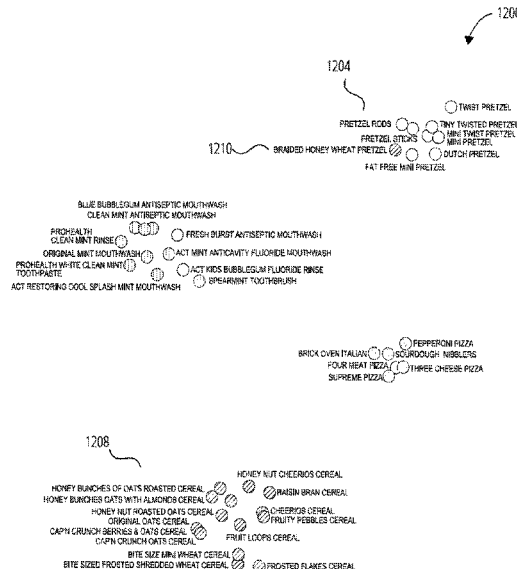 1200
1204
TWIST PRETZEL
PRETZEL RODS
TINY TWISTED PRETZEL
MINI TWIST PRETZEL
PRETZEL STICKS
MINI PRETZEL
1210
BRAIDED HONEY WHEAT PRETZEL
DUTCH PRETZEL
FAT FREE MINI PRETZEL
BLUE BUBBLEGUM ANTISEPTIC MOUTHWASH
CLEAN MINT ANTISEPTIC MOUTHWASH
PROHEALTH
CLEAN MINT RINSE
FRESH BURST ANTISEPTIC MOUTHWASH
ORIGINAL MINT MOUTHWASH
ACT MINT ANTICAVITY FLUORIDE MOUTHWASH
PROHEALTH WHITE CLEAN MINT
TOOTHPASTE
ACT KIDS BUBBLEGUM FLUORIDE RINSE
SPEARMINT TOOTHBRUSH
ACT RESTORING COOL SPLASH MINT MOUTHWASH
PEPPERONI PIZZA
BRICK OVEN ITALIAN
SOURDOUGH NIBBLERS
FOUR MEAT PIZZA
THREE CHEESE PIZZA
SUPREME PIZZA
1208
HONEY NUT CHEERIOS CEREAL
HONEY BUNCHES OF OATS ROASTED CEREAL
RAISIN BRAN CEREAL
HONEY BUNCHES OATS WITH ALMONDS CEREAL
HONEY NUT ROASTED OATS CEREAL
CHEERIOS CEREAL
ORIGINAL OATS CEREAL
FRUITY PEBBLES CEREAL
CAP'N CRUNCH BERRIES & OATS CEREAL
FRUIT LOOPS CEREAL
CAP'N CRUNCH OATS CEREAL
BITE SIZE MINI WHEAT CEREAL
BITE SIZED FROSTED SHREDDED WHEAT CEREAL
FROSTED FLAKES CEREAL